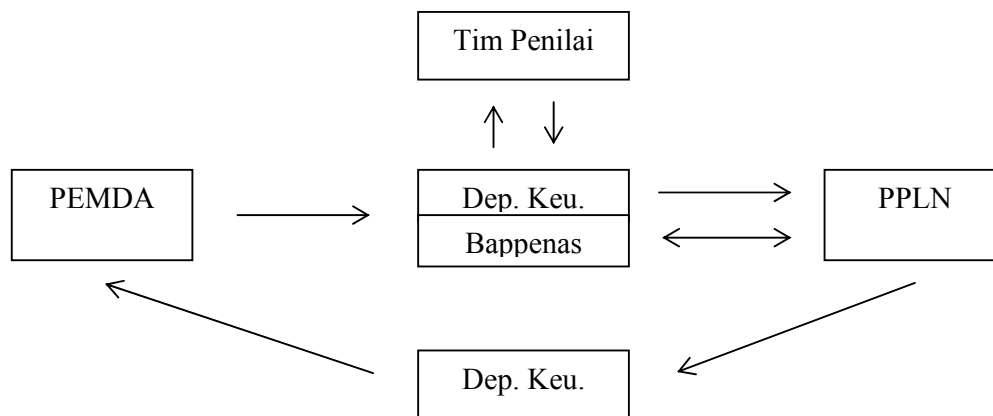 Tim Penilai
PEMDA
Dep. Keu.
Bappenas
PPLN
Dep. Keu.